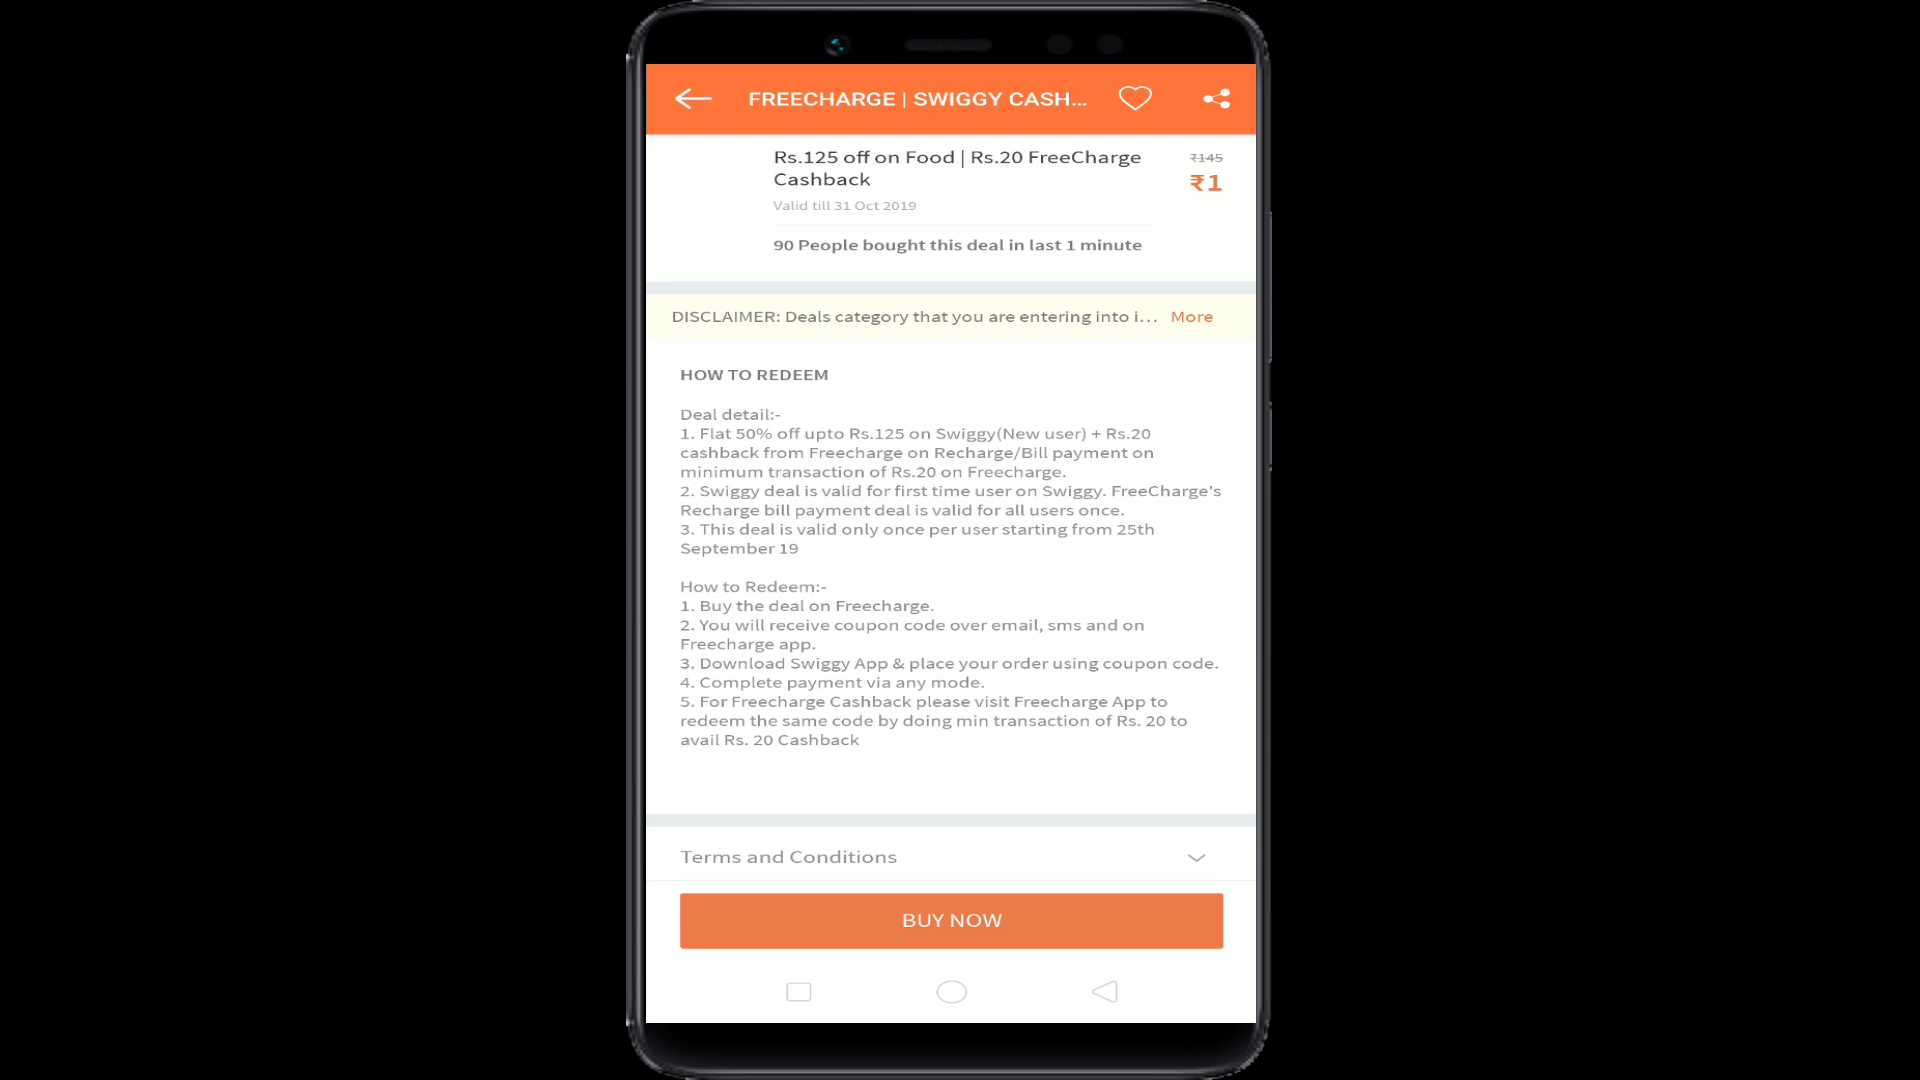 FREECHARGE | SWIGGY CASH...
Rs.125 off on Food | Rs.20 FreeCharge
Cashback
₹145
₹1
Valid till 31 Oct 2019
90 People bought this deal in last 1 minute
DISCLAIMER: Deals category that you are entering into i... More
HOW TO REDEEM
Deal detail:-
1. Flat 50% off upto Rs.125 on Swiggy(New user) + Rs.20
cashback from Freecharge on Recharge/Bill payment on
minimum transaction of Rs.20 on Freecharge.
2. Swiggy deal is valid for first time user on Swiggy. FreeCharge's
Recharge bill payment deal is valid for all users once.
3. This deal is valid only once per user starting from 25th
September 19
How to Redeem:-
1. Buy the deal on Freecharge.
2. You will receive coupon code over email, sms and on
Freecharge app.
3. Download Swiggy App & place your order using coupon code.
4. Complete payment via any mode.
5. For Freecharge Cashback please visit Freecharge App to
redeem the same code by doing min transaction of Rs. 20 to
avail Rs. 20 Cashback
Terms and Conditions
BUY NOW